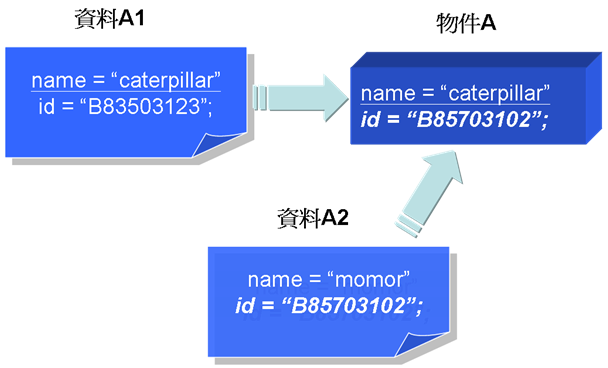 資料A1
name = “caterpillar”
id = “B83503123”;
物件A
name = “caterpillar”
id = “B85703102”;
資料A2
name = “momor”
id = “B85703102”;